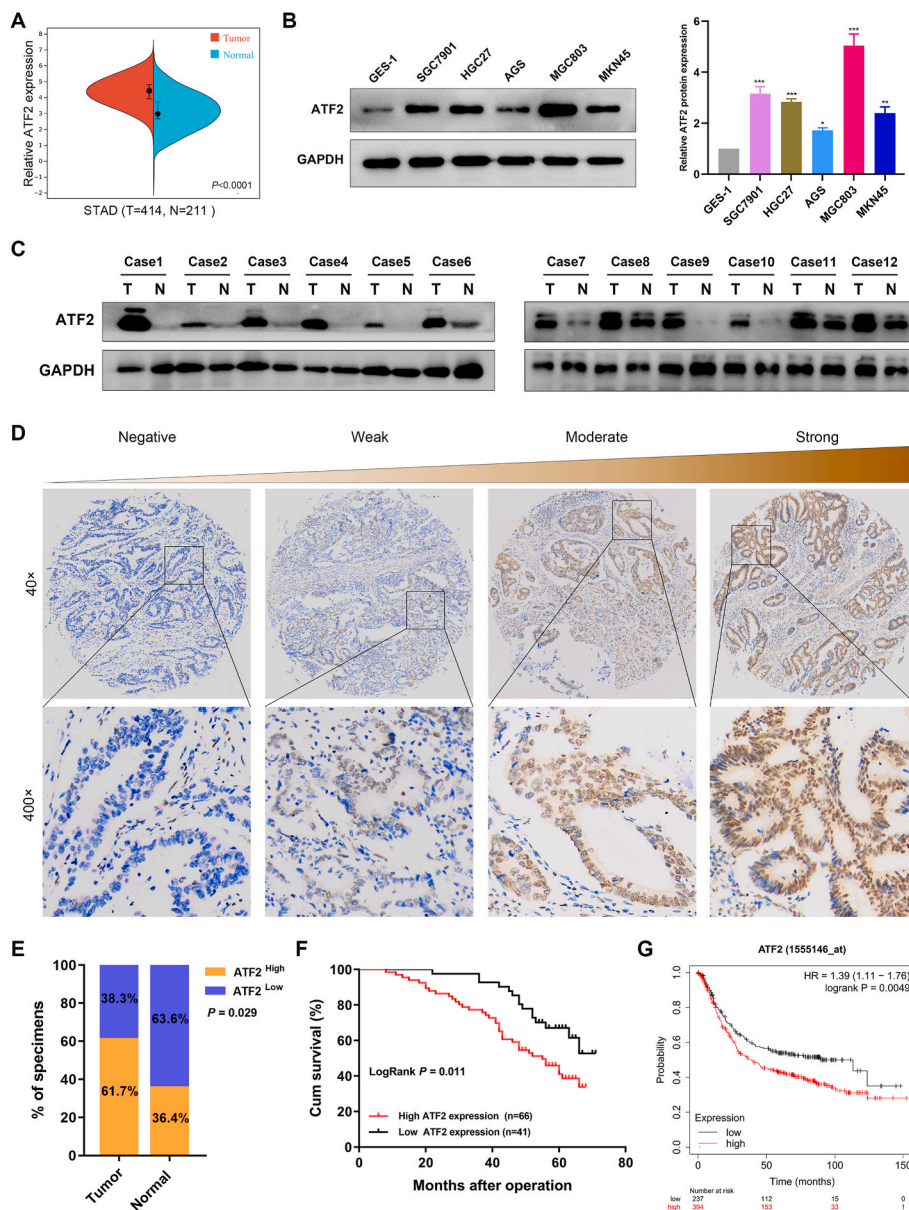 A
Relative ATF2 expression
8
7
6
5
4
3
2
1
0
−1
−2
Tumor
Normal
P<0.0001
STAD (T=414, N=211 )
B
GES-1 SGC7901 HGC27 AGS MGC803 MKN45
ATF2
GAPDH
Relative ATF2 protein expression
6
4
2
0
*** *** * *** **
GES-1 SGC7901 HGC27 AGS MGC803 MKN45
C
Case1 Case2 Case3 Case4 Case5 Case6 Case7 Case8 Case9 Case10 Case11 Case12
T N T N T N T N T N T N T N T N T N T N T N T N
ATF2
GAPDH
D
Negative Weak Moderate Strong
40×
400×
E
% of specimens
100
80
60
40
20
0
38.3% 63.6%
61.7% 36.4%
Tumor Normal
ATF2 High
ATF2 Low
P = 0.029
F
Cum survival (%)
100
80
60
40
20
0
LogRank P = 0.011
High ATF2 expression (n=66)
Low ATF2 expression (n=41)
0 20 40 60 80
Months after operation
G
ATF2 (1555146_at)
HR = 1.39 (1.11 − 1.76)
logrank P = 0.0049
Probability
1.0
0.8
0.6
0.4
0.2
0.0
Expression
low
high
0 50 100 150
Time (months)
Number at risk
low 237 112 15 0
high 394 153 33 1